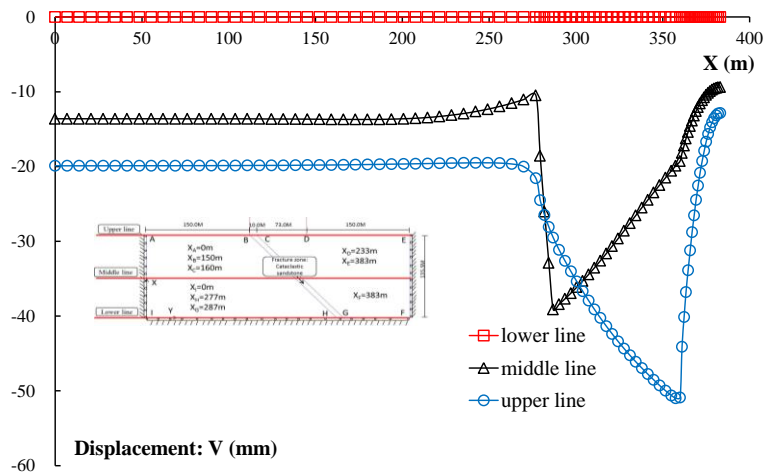 0
0 50 100 150 200 250 300 350 400
X (m)
-10
-20
-30
-40
-50
-60
150.0M 10.0M 73.0M 150.0M
Upper line
A B C D E
X_A=0m
X_B=150m
X_C=160m
X_D=233m
X_E=383m
Fracture zone:
Cataclastic
sandstone
Middle line
X
X_I=0m
X_H=277m
X_G=287m
X_F=383m
Lower line
I Y H G F
lower line
middle line
upper line
Displacement: V (mm)